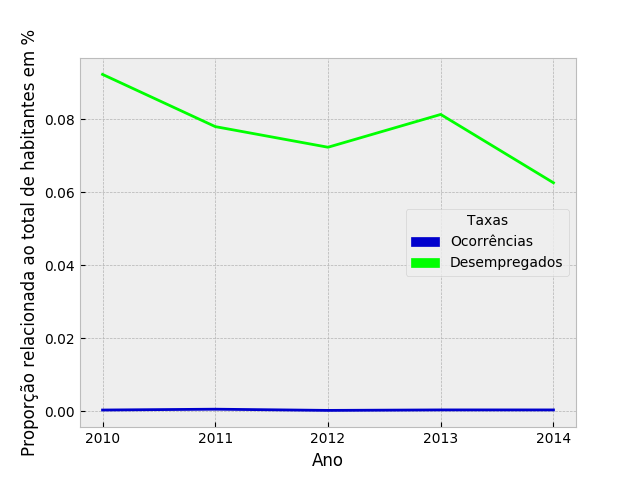 Proporção relacionada ao total de habitantes em %
0.08
0.06
0.04
0.02
0.00
Taxas
Ocorrências
Desempregados
2010 2011 2012 2013 2014
Ano